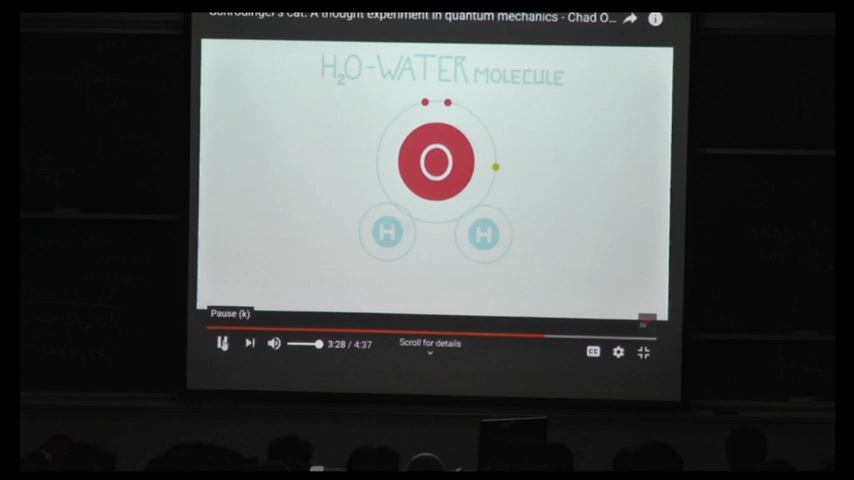 Schrödinger's cat: A thought experiment in quantum mechanics - Chad O...
H₂O-WATER MOLECULE
O
H H
Pause (k)
3:28 / 4:37
Scroll for details
CC